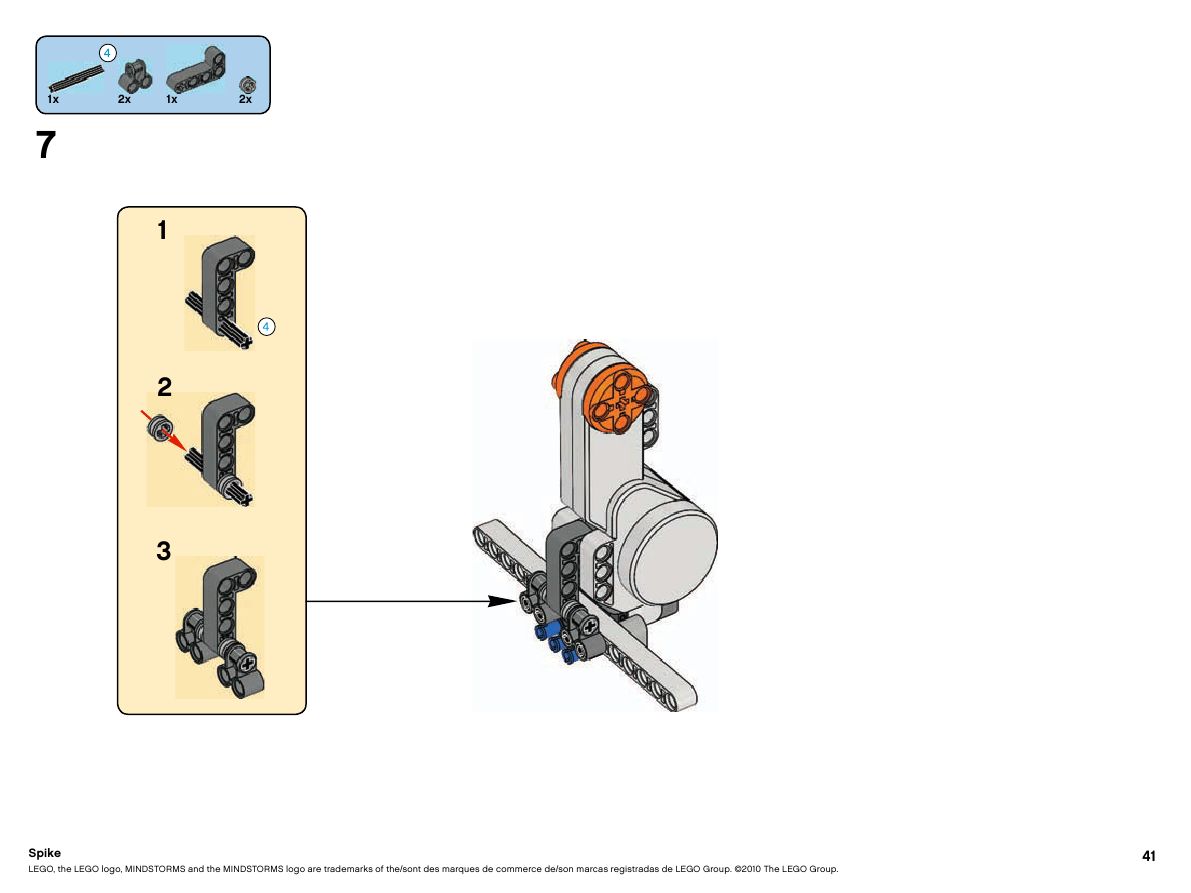 4
1x 2x 1x 2x
7
1
4
2
3
Spike
LEGO, the LEGO logo, MINDSTORMS and the MINDSTORMS logo are trademarks of the/sont des marques de commerce de/son marcas registradas de LEGO Group. ©2010 The LEGO Group.
41